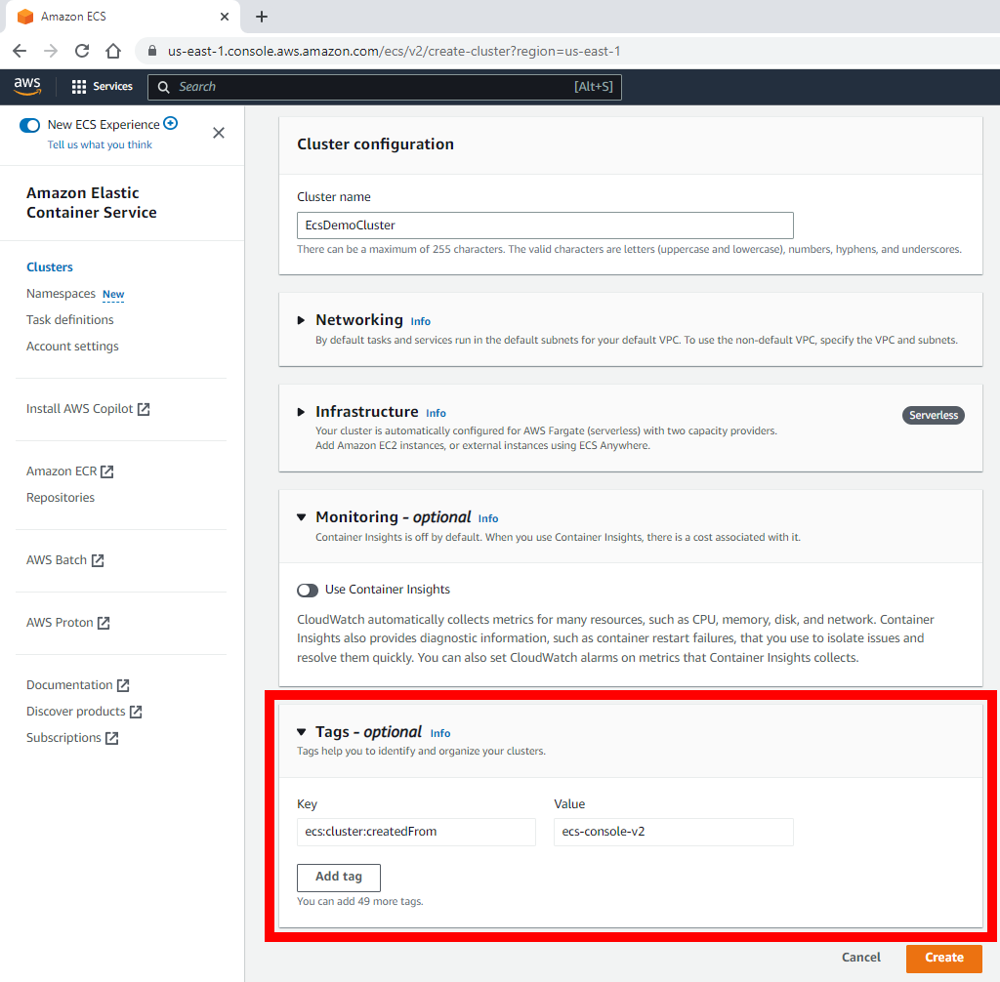 Amazon ECS
us-east-1.console.aws.amazon.com/ecs/v2/create-cluster?region=us-east-1
aws Services Search [Alt+S]
New ECS Experience
Tell us what you think
Amazon Elastic
Container Service
Clusters
Namespaces New
Task definitions
Account settings
Install AWS Copilot
Amazon ECR
Repositories
AWS Batch
AWS Proton
Documentation
Discover products
Subscriptions
Cluster configuration
Cluster name
EcsDemoCluster
There can be a maximum of 255 characters. The valid characters are letters (uppercase and lowercase), numbers, hyphens, and underscores.
Networking Info
By default tasks and services run in the default subnets for your default VPC. To use the non-default VPC, specify the VPC and subnets.
Infrastructure Info
Serverless
Your cluster is automatically configured for AWS Fargate (serverless) with two capacity providers.
Add Amazon EC2 instances, or external instances using ECS Anywhere.
Monitoring - optional Info
Container Insights is off by default. When you use Container Insights, there is a cost associated with it.
Use Container Insights
CloudWatch automatically collects metrics for many resources, such as CPU, memory, disk, and network. Container
Insights also provides diagnostic information, such as container restart failures, that you use to isolate issues and
resolve them quickly. You can also set CloudWatch alarms on metrics that Container Insights collects.
Tags - optional Info
Tags help you to identify and organize your clusters.
Key Value
ecs:cluster:createdFrom ecs-console-v2
Add tag
You can add 49 more tags.
Cancel Create